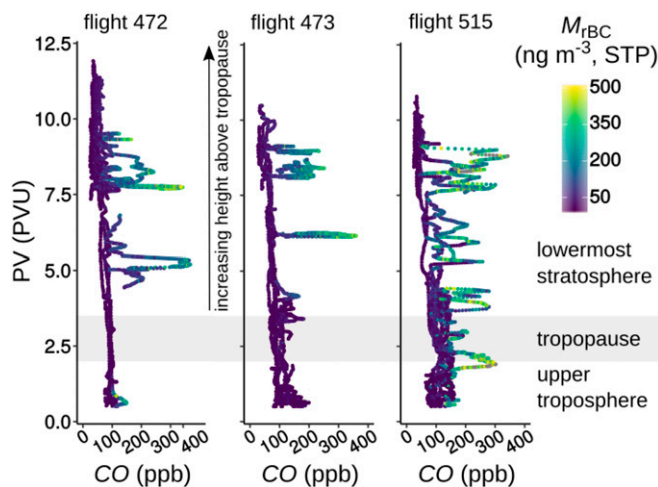 flight 472
flight 473
flight 515
M_rBC
(ng m⁻³, STP)
500
350
200
50
12.5
10.0
7.5
5.0
2.5
0.0
PV (PVU)
increasing height above tropopause
lowermost
stratosphere
tropopause
upper
troposphere
0 100 200 300 400
0 100 200 300 400
0 100 200 300 400
CO (ppb)
CO (ppb)
CO (ppb)